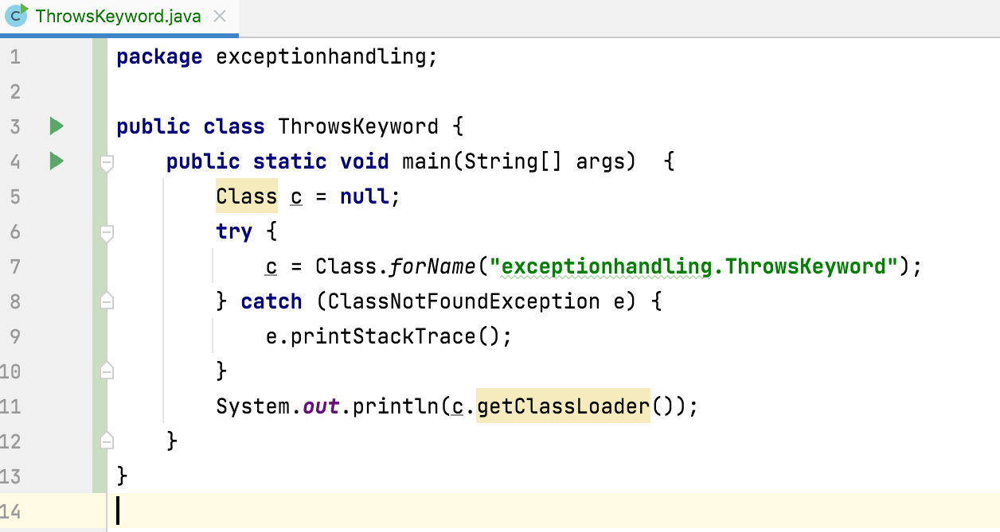 ThrowsKeyword.java
1 package exceptionhandling;
2
3 public class ThrowsKeyword {
4     public static void main(String[] args)  {
5         Class c = null;
6         try {
7             c = Class.forName("exceptionhandling.ThrowsKeyword");
8         } catch (ClassNotFoundException e) {
9             e.printStackTrace();
10         }
11         System.out.println(c.getClassLoader());
12     }
13 }
14